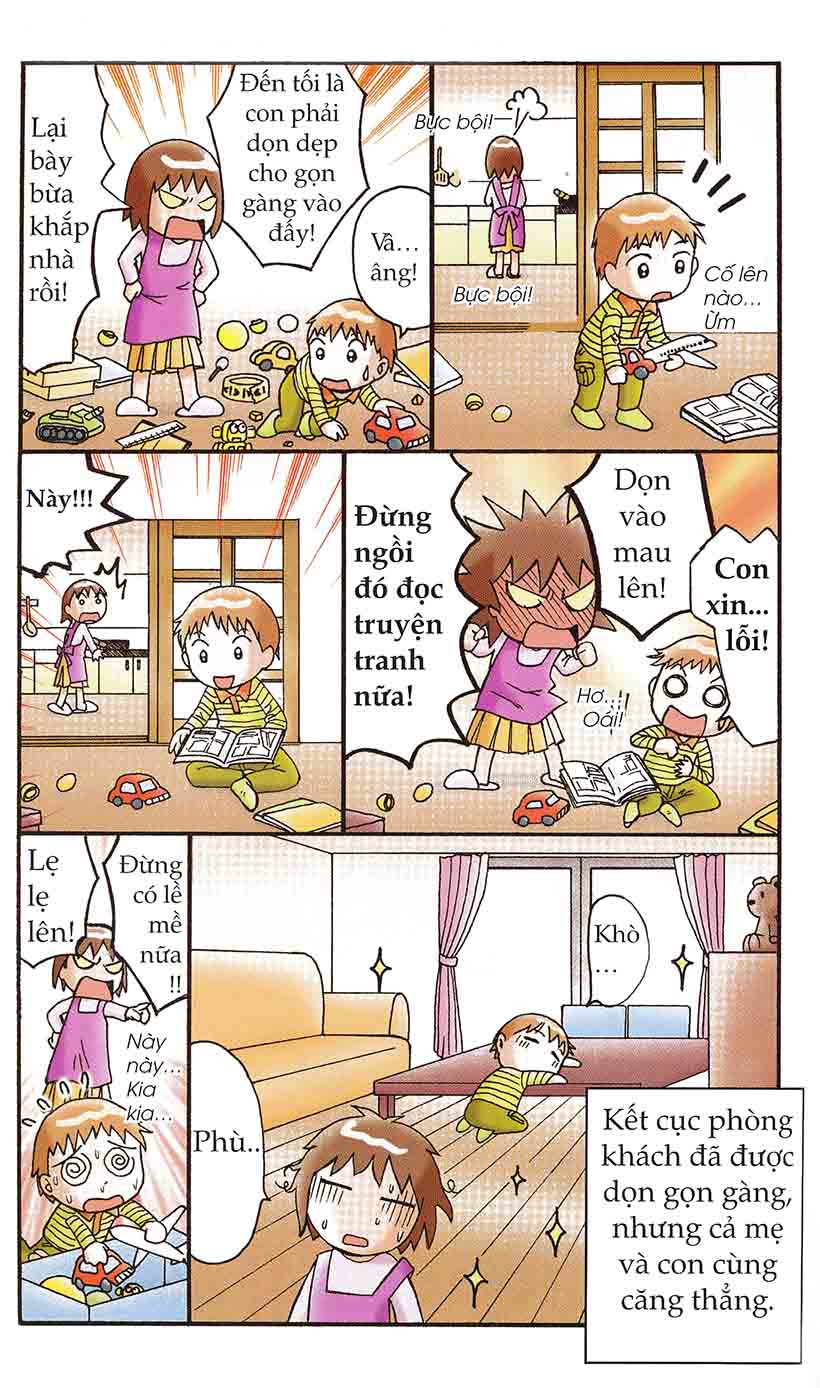 Lại
bày
bừa
khắp
nhà
rồi!
Đến tối là
con phải
dọn dẹp
cho gọn
gàng vào
đấy!
Vầ...
âng!
Bực bội!
Bực bội!
Cố lên
nào...
Ừm
Này!!!
Đừng
ngồi
đó đọc
truyện
tranh
nữa!
Dọn
vào
mau
lên!
Con
xin...
lỗi!
Hơ...
Oái!
Lẹ
lẹ
lên!
Đừng
có lề
mề
nữa
!!
Này
này...
Kia
kia...
Khò
...
Phù..
Kết cục phòng
khách đã được
dọn gọn gàng,
nhưng cả mẹ
và con cùng
căng thẳng.